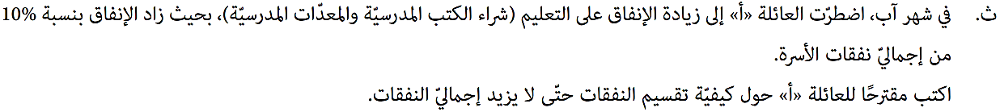 ث. في شهر آب، اضطرّت العائلة «أ» إلى زيادة الإنفاق على التعليم (شراء الكتب المدرسيّة والمعدّات المدرسيّة)، بحيث زاد الإنفاق بنسبة 10%
من إجماليّ نفقات الأسرة.
اكتب مقترحًا للعائلة «أ» حول كيفيّة تقسيم النفقات حتّى لا يزيد إجماليّ النفقات.